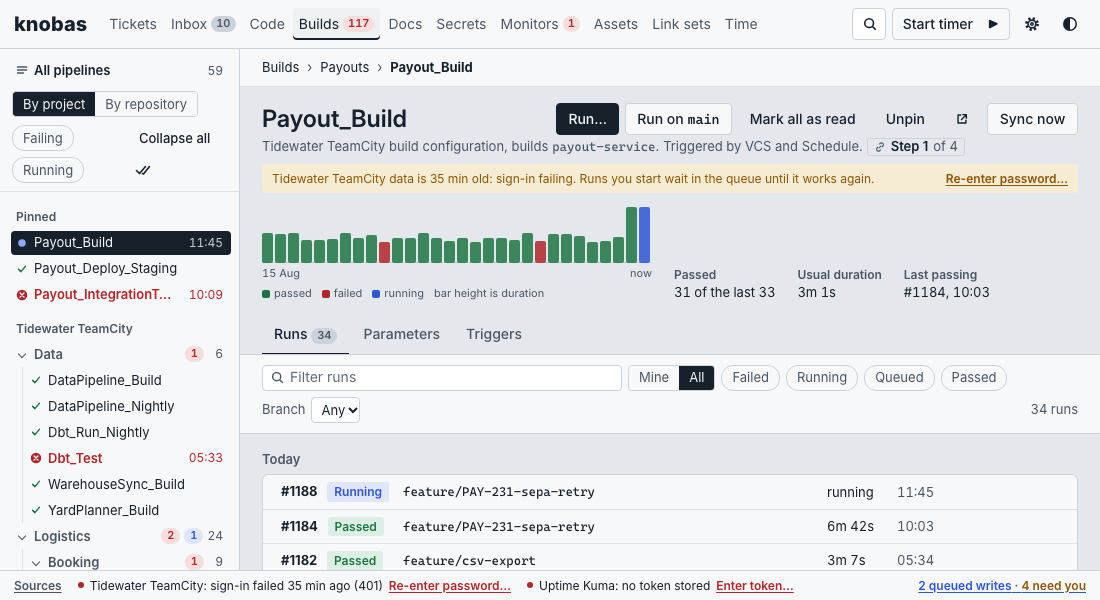 knobas Tickets Inbox 10 Code Builds 117 Docs Secrets Monitors 1 Assets Link sets Time Start timer
All pipelines 59
By project By repository
Failing Collapse all
Running
Pinned
Payout_Build 11:45
Payout_Deploy_Staging
Payout_IntegrationT... 10:09
Tidewater TeamCity
Data 1 6
DataPipeline_Build
DataPipeline_Nightly
Dbt_Run_Nightly
Dbt_Test 05:33
WarehouseSync_Build
YardPlanner_Build
Logistics 2 1 24
Booking 1 9
Builds › Payouts › Payout_Build
Payout_Build Run... Run on main Mark all as read Unpin Sync now
Tidewater TeamCity build configuration, builds payout-service. Triggered by VCS and Schedule. Step 1 of 4
Tidewater TeamCity data is 35 min old: sign-in failing. Runs you start wait in the queue until it works again. Re-enter password...
15 Aug now
passed failed running bar height is duration
Passed Usual duration Last passing
31 of the last 33 3m 1s #1184, 10:03
Runs 34 Parameters Triggers
Filter runs Mine All Failed Running Queued Passed
Branch Any 34 runs
Today
#1188 Running feature/PAY-231-sepa-retry running 11:45
#1184 Passed feature/PAY-231-sepa-retry 6m 42s 10:03
#1182 Passed feature/csv-export 3m 7s 05:34
Sources Tidewater TeamCity: sign-in failed 35 min ago (401) Re-enter password... Uptime Kuma: no token stored Enter token... 2 queued writes · 4 need you